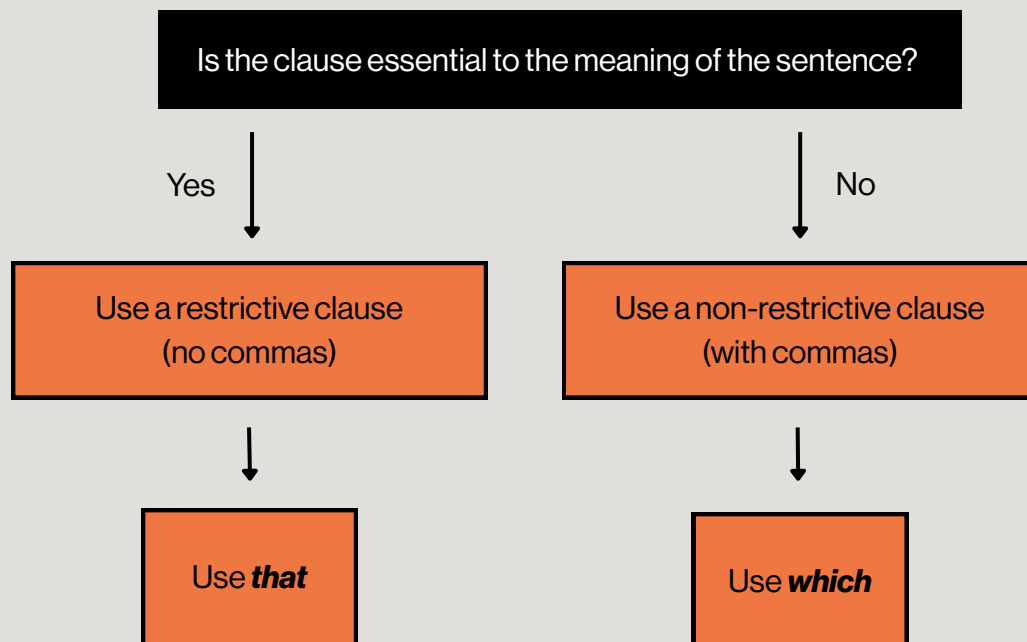 Is the clause essential to the meaning of the sentence?
Yes
No
Use a restrictive clause
(no commas)
Use a non-restrictive clause
(with commas)
Use that
Use which